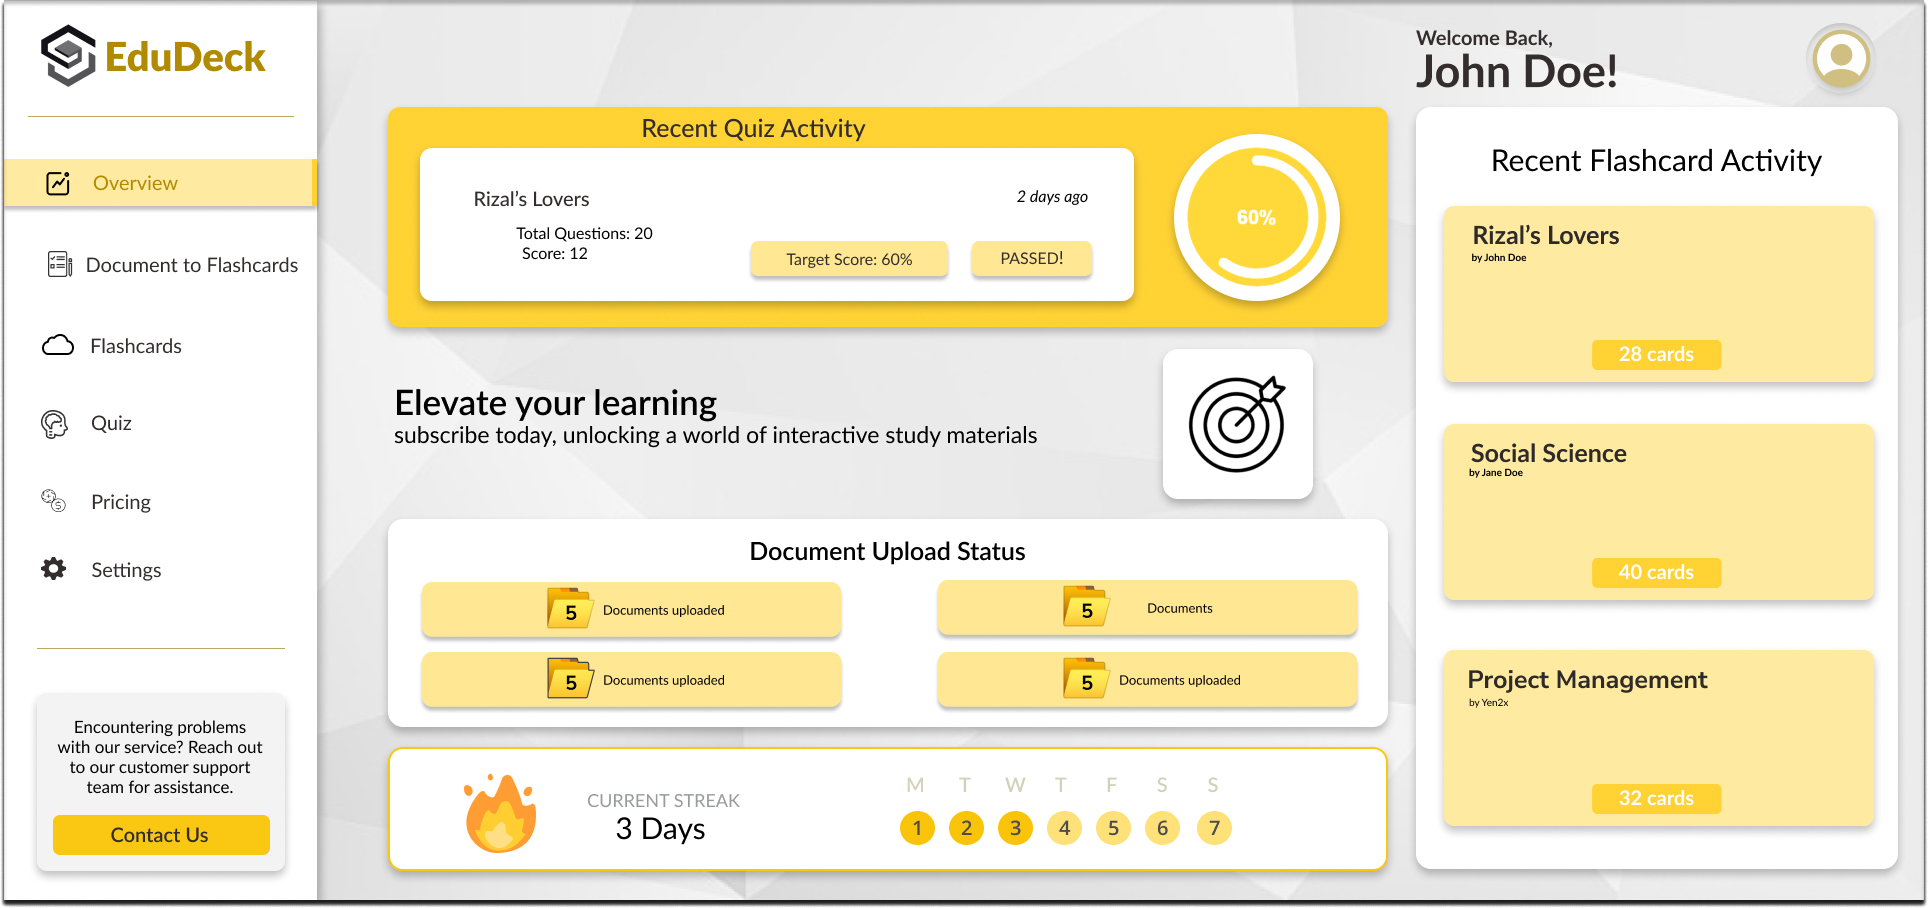 EduDeck
Overview
Document to Flashcards
Flashcards
Quiz
Pricing
Settings
Encountering problems
with our service? Reach out
to our customer support
team for assistance.
Contact Us
Recent Quiz Activity
Rizal's Lovers
2 days ago
Total Questions: 20
Score: 12
Target Score: 60%
PASSED!
60%
Elevate your learning
subscribe today, unlocking a world of interactive study materials
Document Upload Status
5 Documents uploaded
5 Documents
5 Documents uploaded
5 Documents uploaded
CURRENT STREAK
3 Days
M T W T F S S
1 2 3 4 5 6 7
Welcome Back,
John Doe!
Recent Flashcard Activity
Rizal's Lovers
by John Doe
28 cards
Social Science
by Jane Doe
40 cards
Project Management
by Yen2x
32 cards